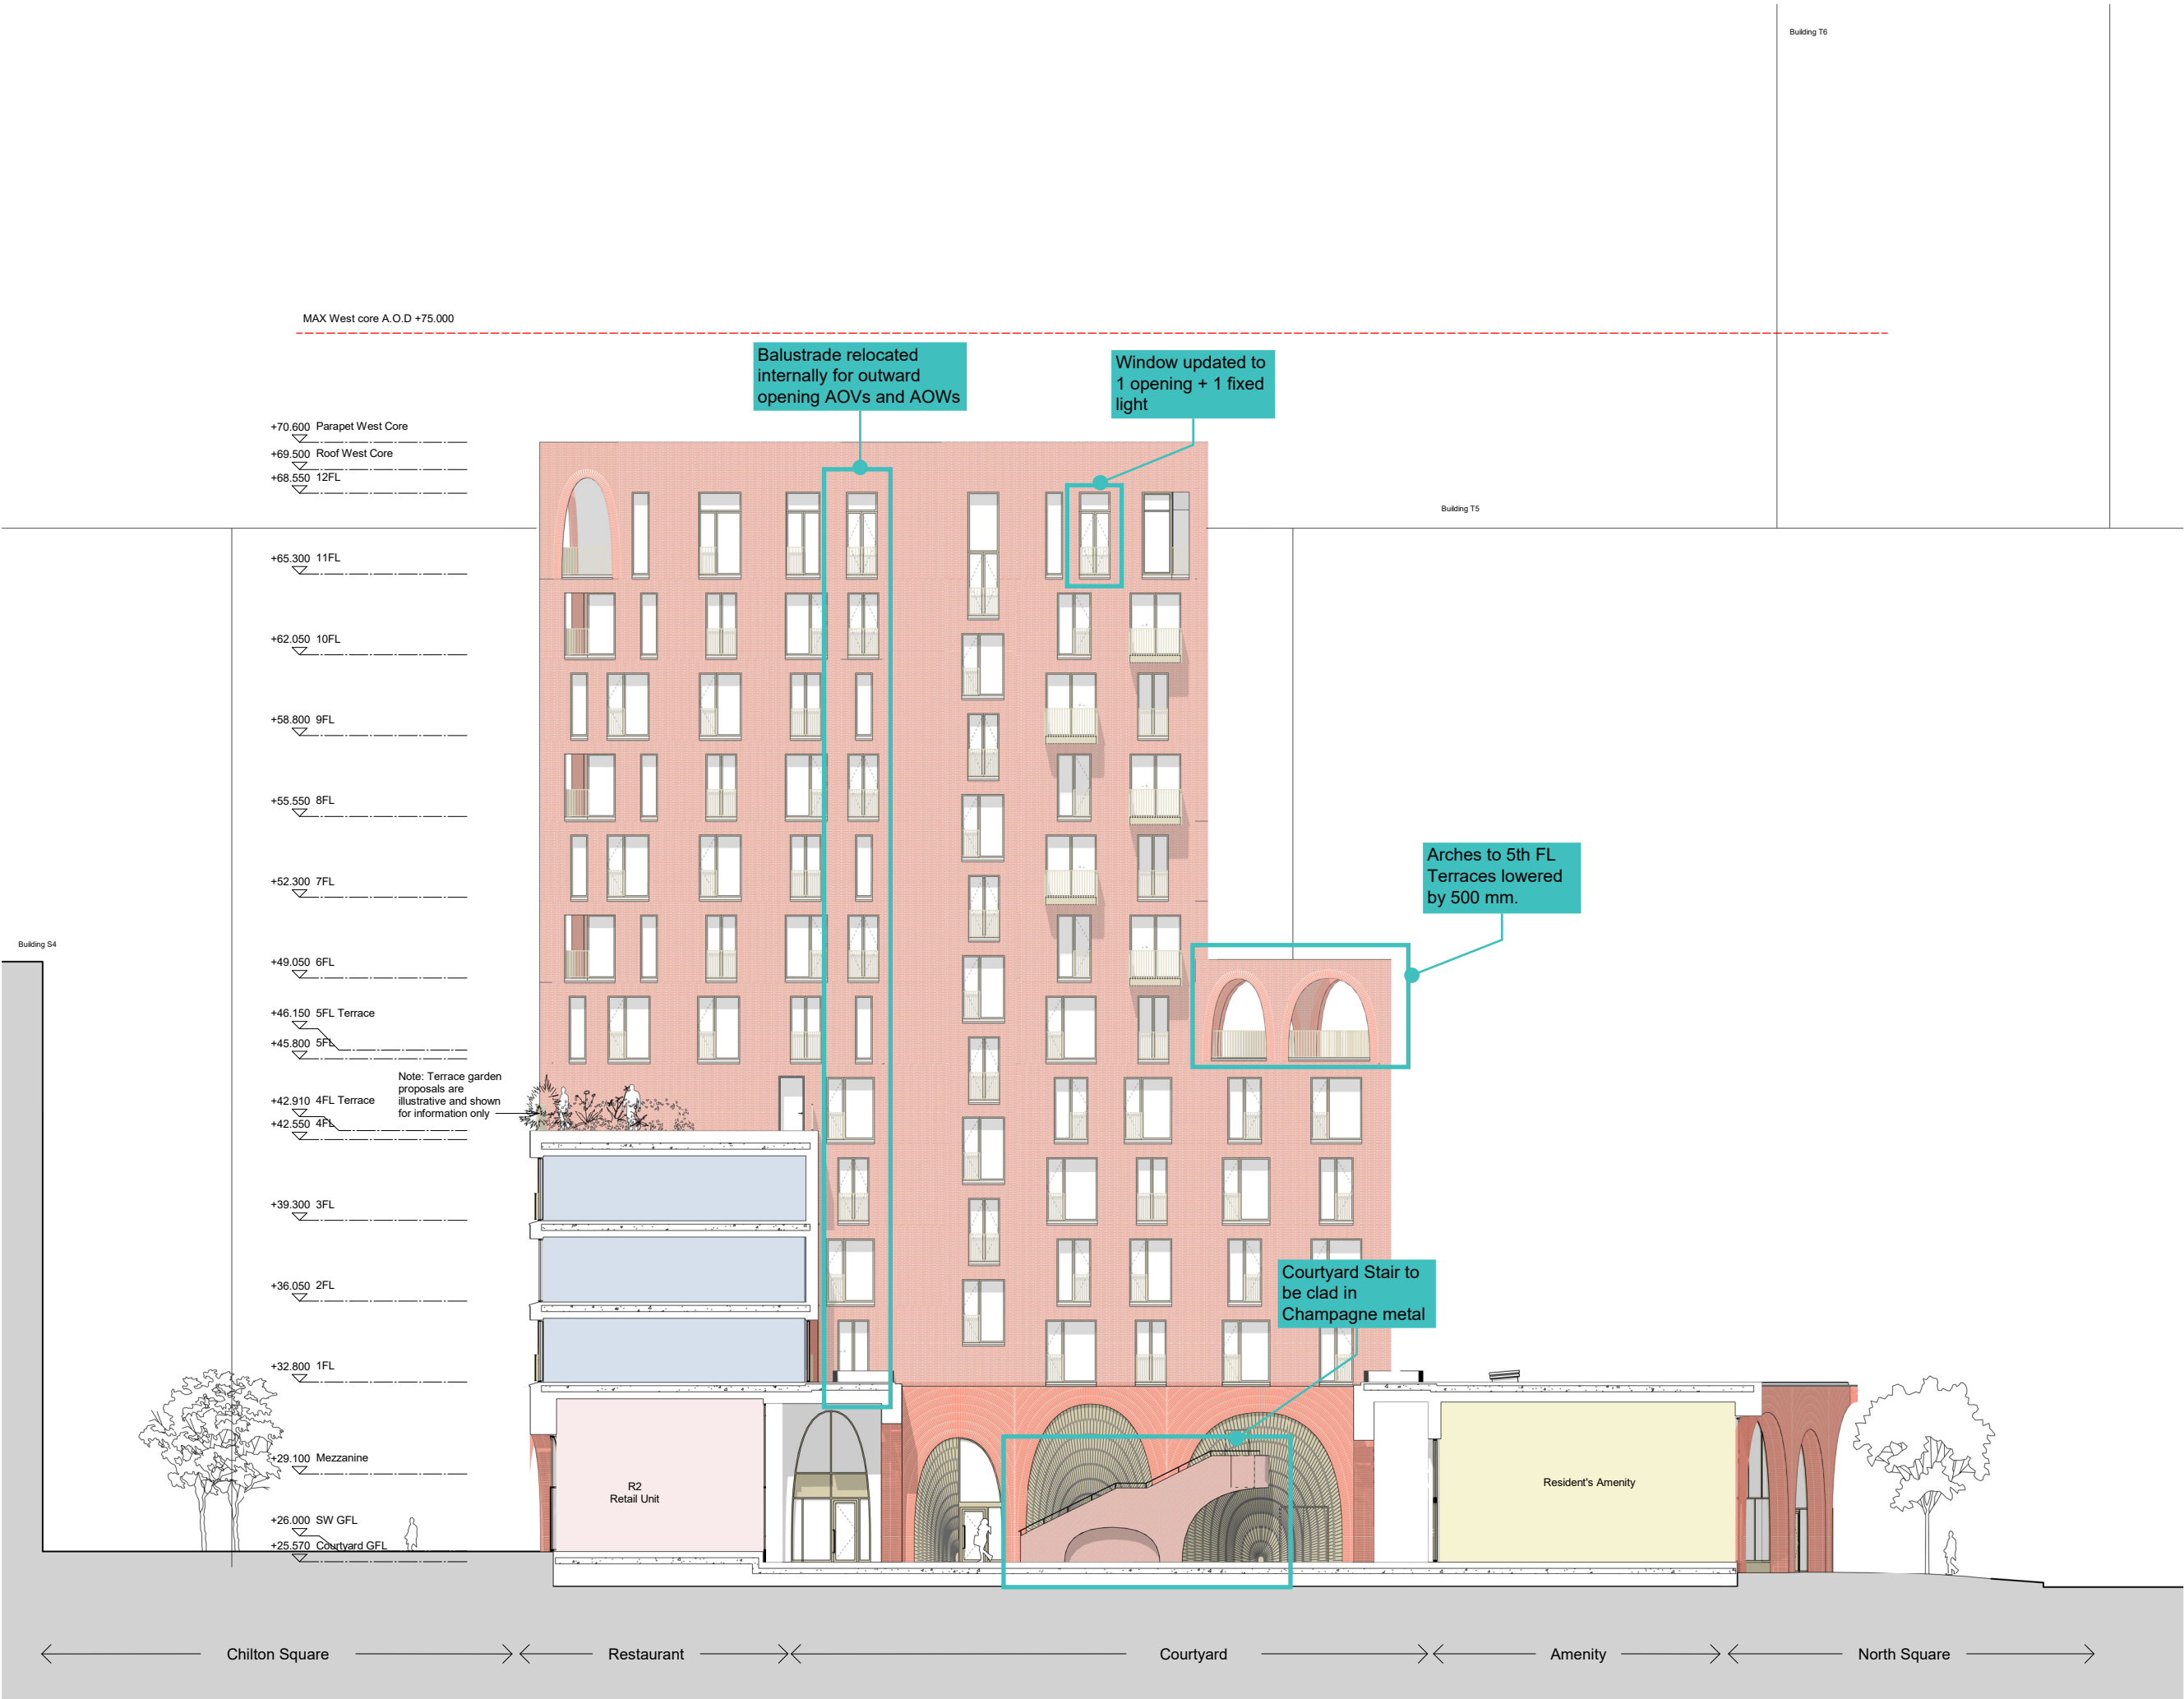 Building T6
MAX West core A.O.D +75.000
Balustrade relocated
internally for outward
opening AOVs and AOWs
Window updated to
1 opening + 1 fixed
light
+70.600 Parapet West Core
+69.500 Roof West Core
+68.550 12FL
Building T5
+65.300 11FL
+62.050 10FL
+58.800 9FL
+55.550 8FL
Arches to 5th FL
Terraces lowered
by 500 mm.
+52.300 7FL
Building S4
+49.050 6FL
+46.150 5FL Terrace
+45.800 5FL
Note: Terrace garden
proposals are
illustrative and shown
for information only
+42.910 4FL Terrace
+42.550 4FL
+39.300 3FL
Courtyard Stair to
be clad in
Champagne metal
+36.050 2FL
+32.800 1FL
+29.100 Mezzanine
R2
Retail Unit
Resident's Amenity
+26.000 SW GFL
+25.570 Courtyard GFL
Chilton Square
Restaurant
Courtyard
Amenity
North Square